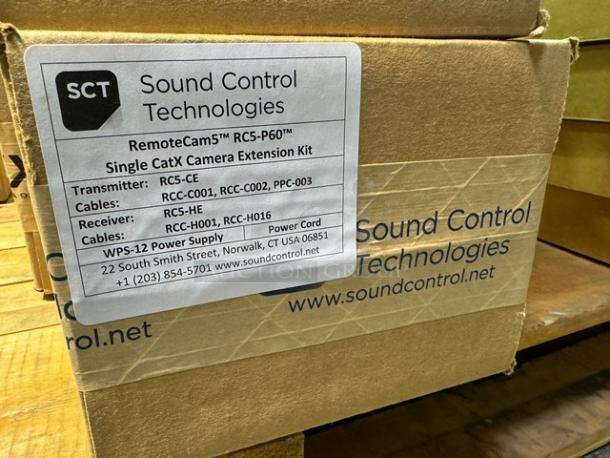 SCT
Sound Control
Technologies
RemoteCam5™ RC5-P60™
Single CatX Camera Extension Kit
Transmitter: RC5-CE
Cables: RCC-C001, RCC-C002, PPC-003
Receiver: RC5-HE
Cables: RCC-H001, RCC-H016
WPS-12 Power Supply Power Cord
22 South Smith Street, Norwalk, CT USA 06851
+1 (203) 854-5701 www.soundcontrol.net
Sound Control
Technologies
www.soundcontrol.net
rol.net